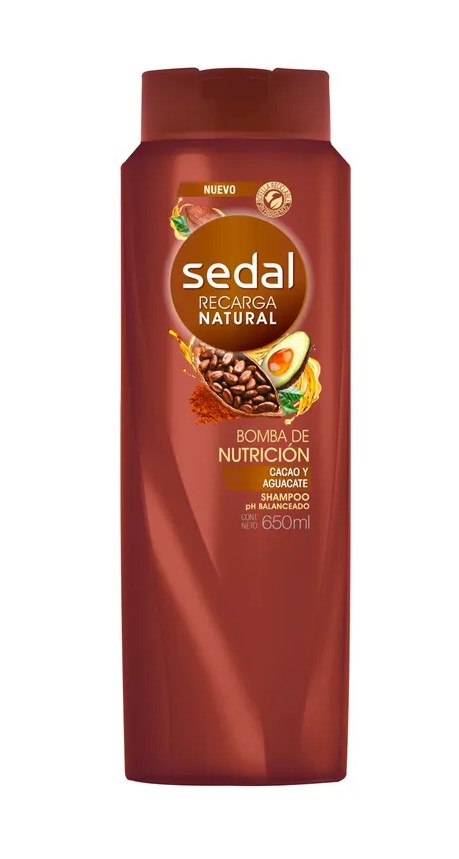 NUEVO
sedal
RECARGA
NATURAL
BOMBA DE
NUTRICIÓN
CACAO Y
AGUACATE
SHAMPOO
pH BALANCEADO
CONT.
NETO 650ml